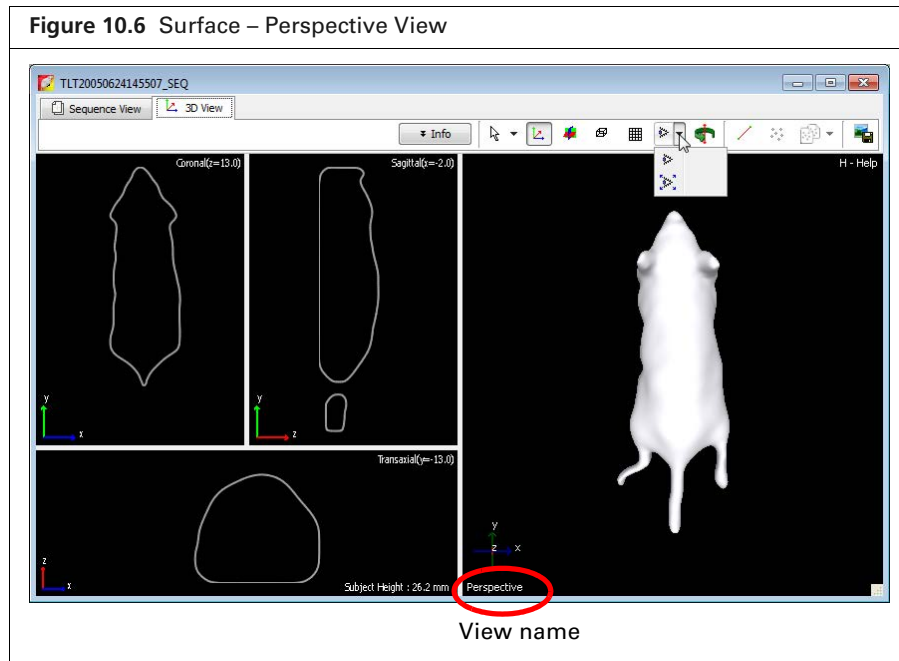 Figure 10.6 Surface – Perspective View
TLT20050624145507_SEQ
Sequence View
3D View
Info
Coronal(z=13.0)
Sagittal(x=-2.0)
H - Help
y
x
y
z
Transaxial(y=-13.0)
z
x
Subject Height : 26.2 mm
y
z
x
Perspective
View name